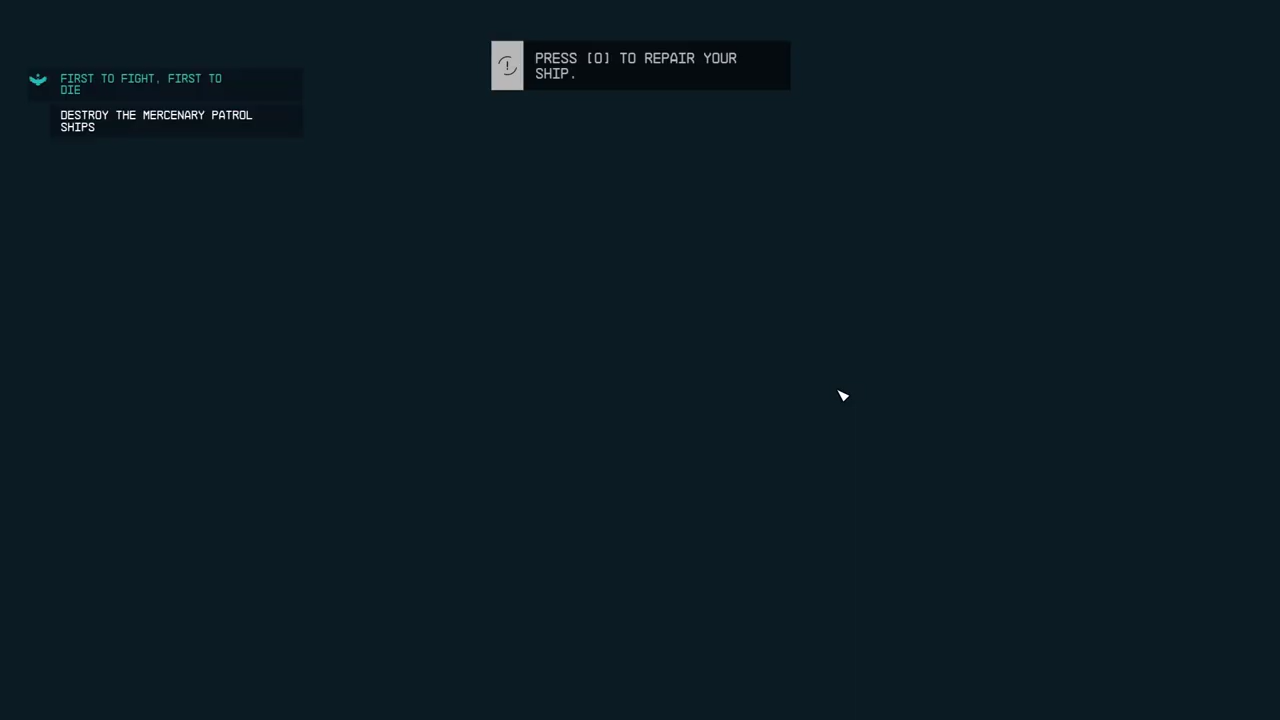 PRESS [O] TO REPAIR YOUR
SHIP.
FIRST TO FIGHT, FIRST TO
DIE
DESTROY THE MERCENARY PATROL
SHIPS